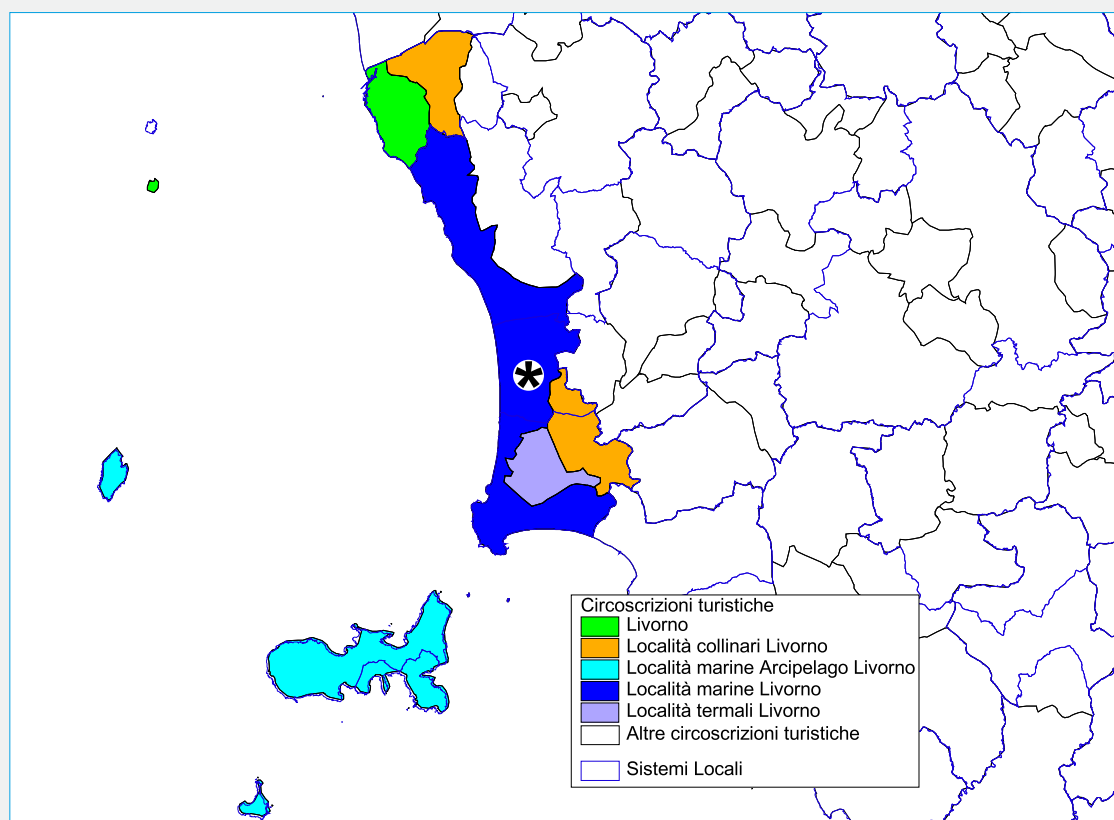 Circoscrizioni turistiche
Livorno
Località collinari Livorno
Località marine Arcipelago Livorno
Località marine Livorno
Località termali Livorno
Altre circoscrizioni turistiche
Sistemi Locali